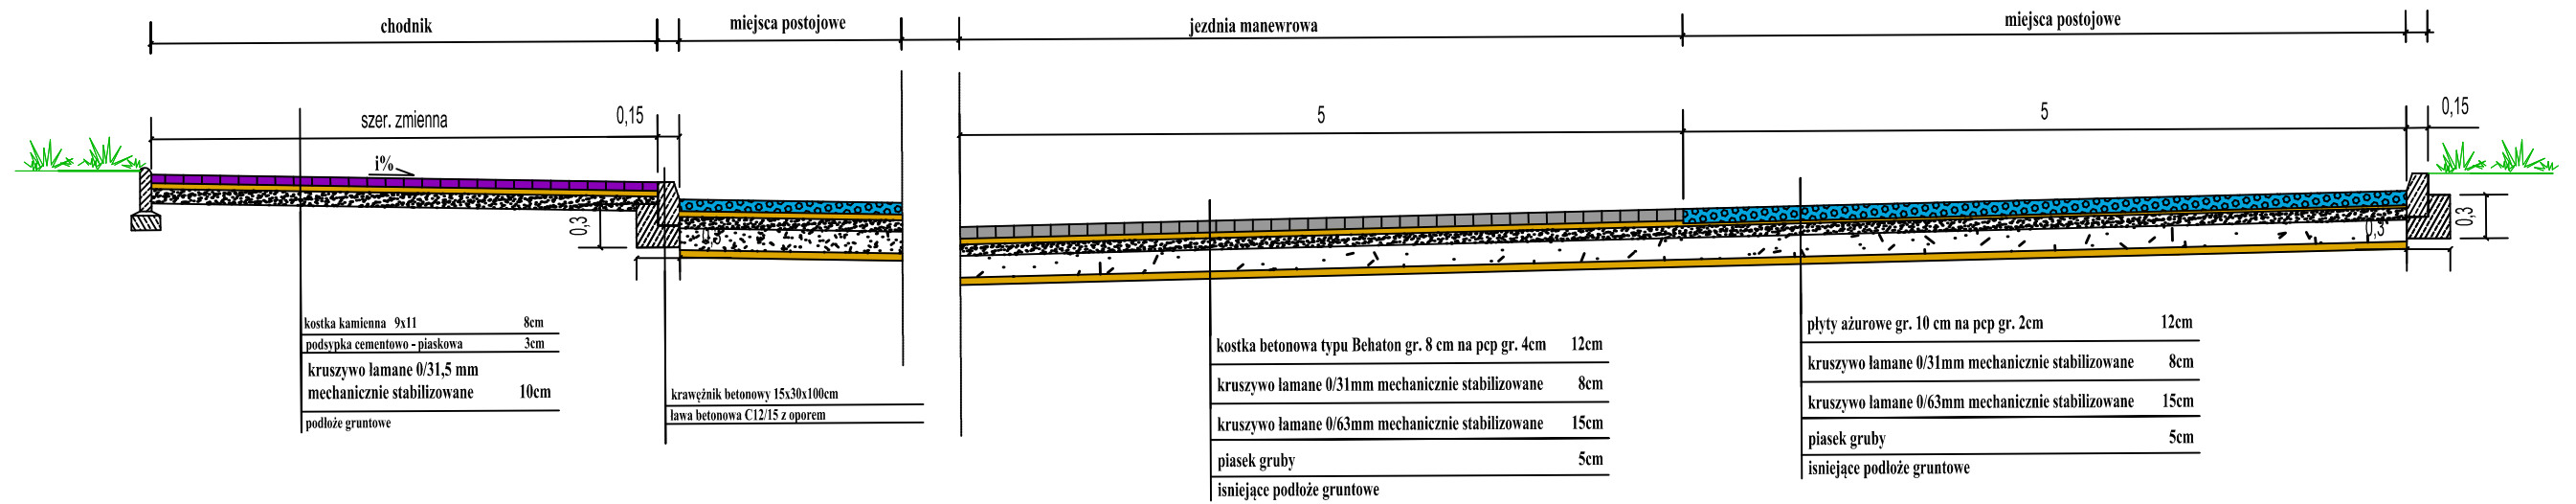 chodnik
miejsca postojowe
jezdnia manewrowa
miejsca postojowe
szer. zmienna
0,15
5
5
0,15
i%
0,3
0,3
0,3
0,3
kostka kamienna 9x11 8cm
podsypka cementowo - piaskowa 3cm
kruszywo łamane 0/31,5 mm
mechanicznie stabilizowane 10cm
podłoże gruntowe
krawężnik betonowy 15x30x100cm
ława betonowa C12/15 z oporem
kostka betonowa typu Behaton gr. 8 cm na pcp gr. 4cm 12cm
kruszywo łamane 0/31mm mechanicznie stabilizowane 8cm
kruszywo łamane 0/63mm mechanicznie stabilizowane 15cm
piasek gruby 5cm
isniejące podłoże gruntowe
płyty ażurowe gr. 10 cm na pcp gr. 2cm 12cm
kruszywo łamane 0/31mm mechanicznie stabilizowane 8cm
kruszywo łamane 0/63mm mechanicznie stabilizowane 15cm
piasek gruby 5cm
isniejące podłoże gruntowe